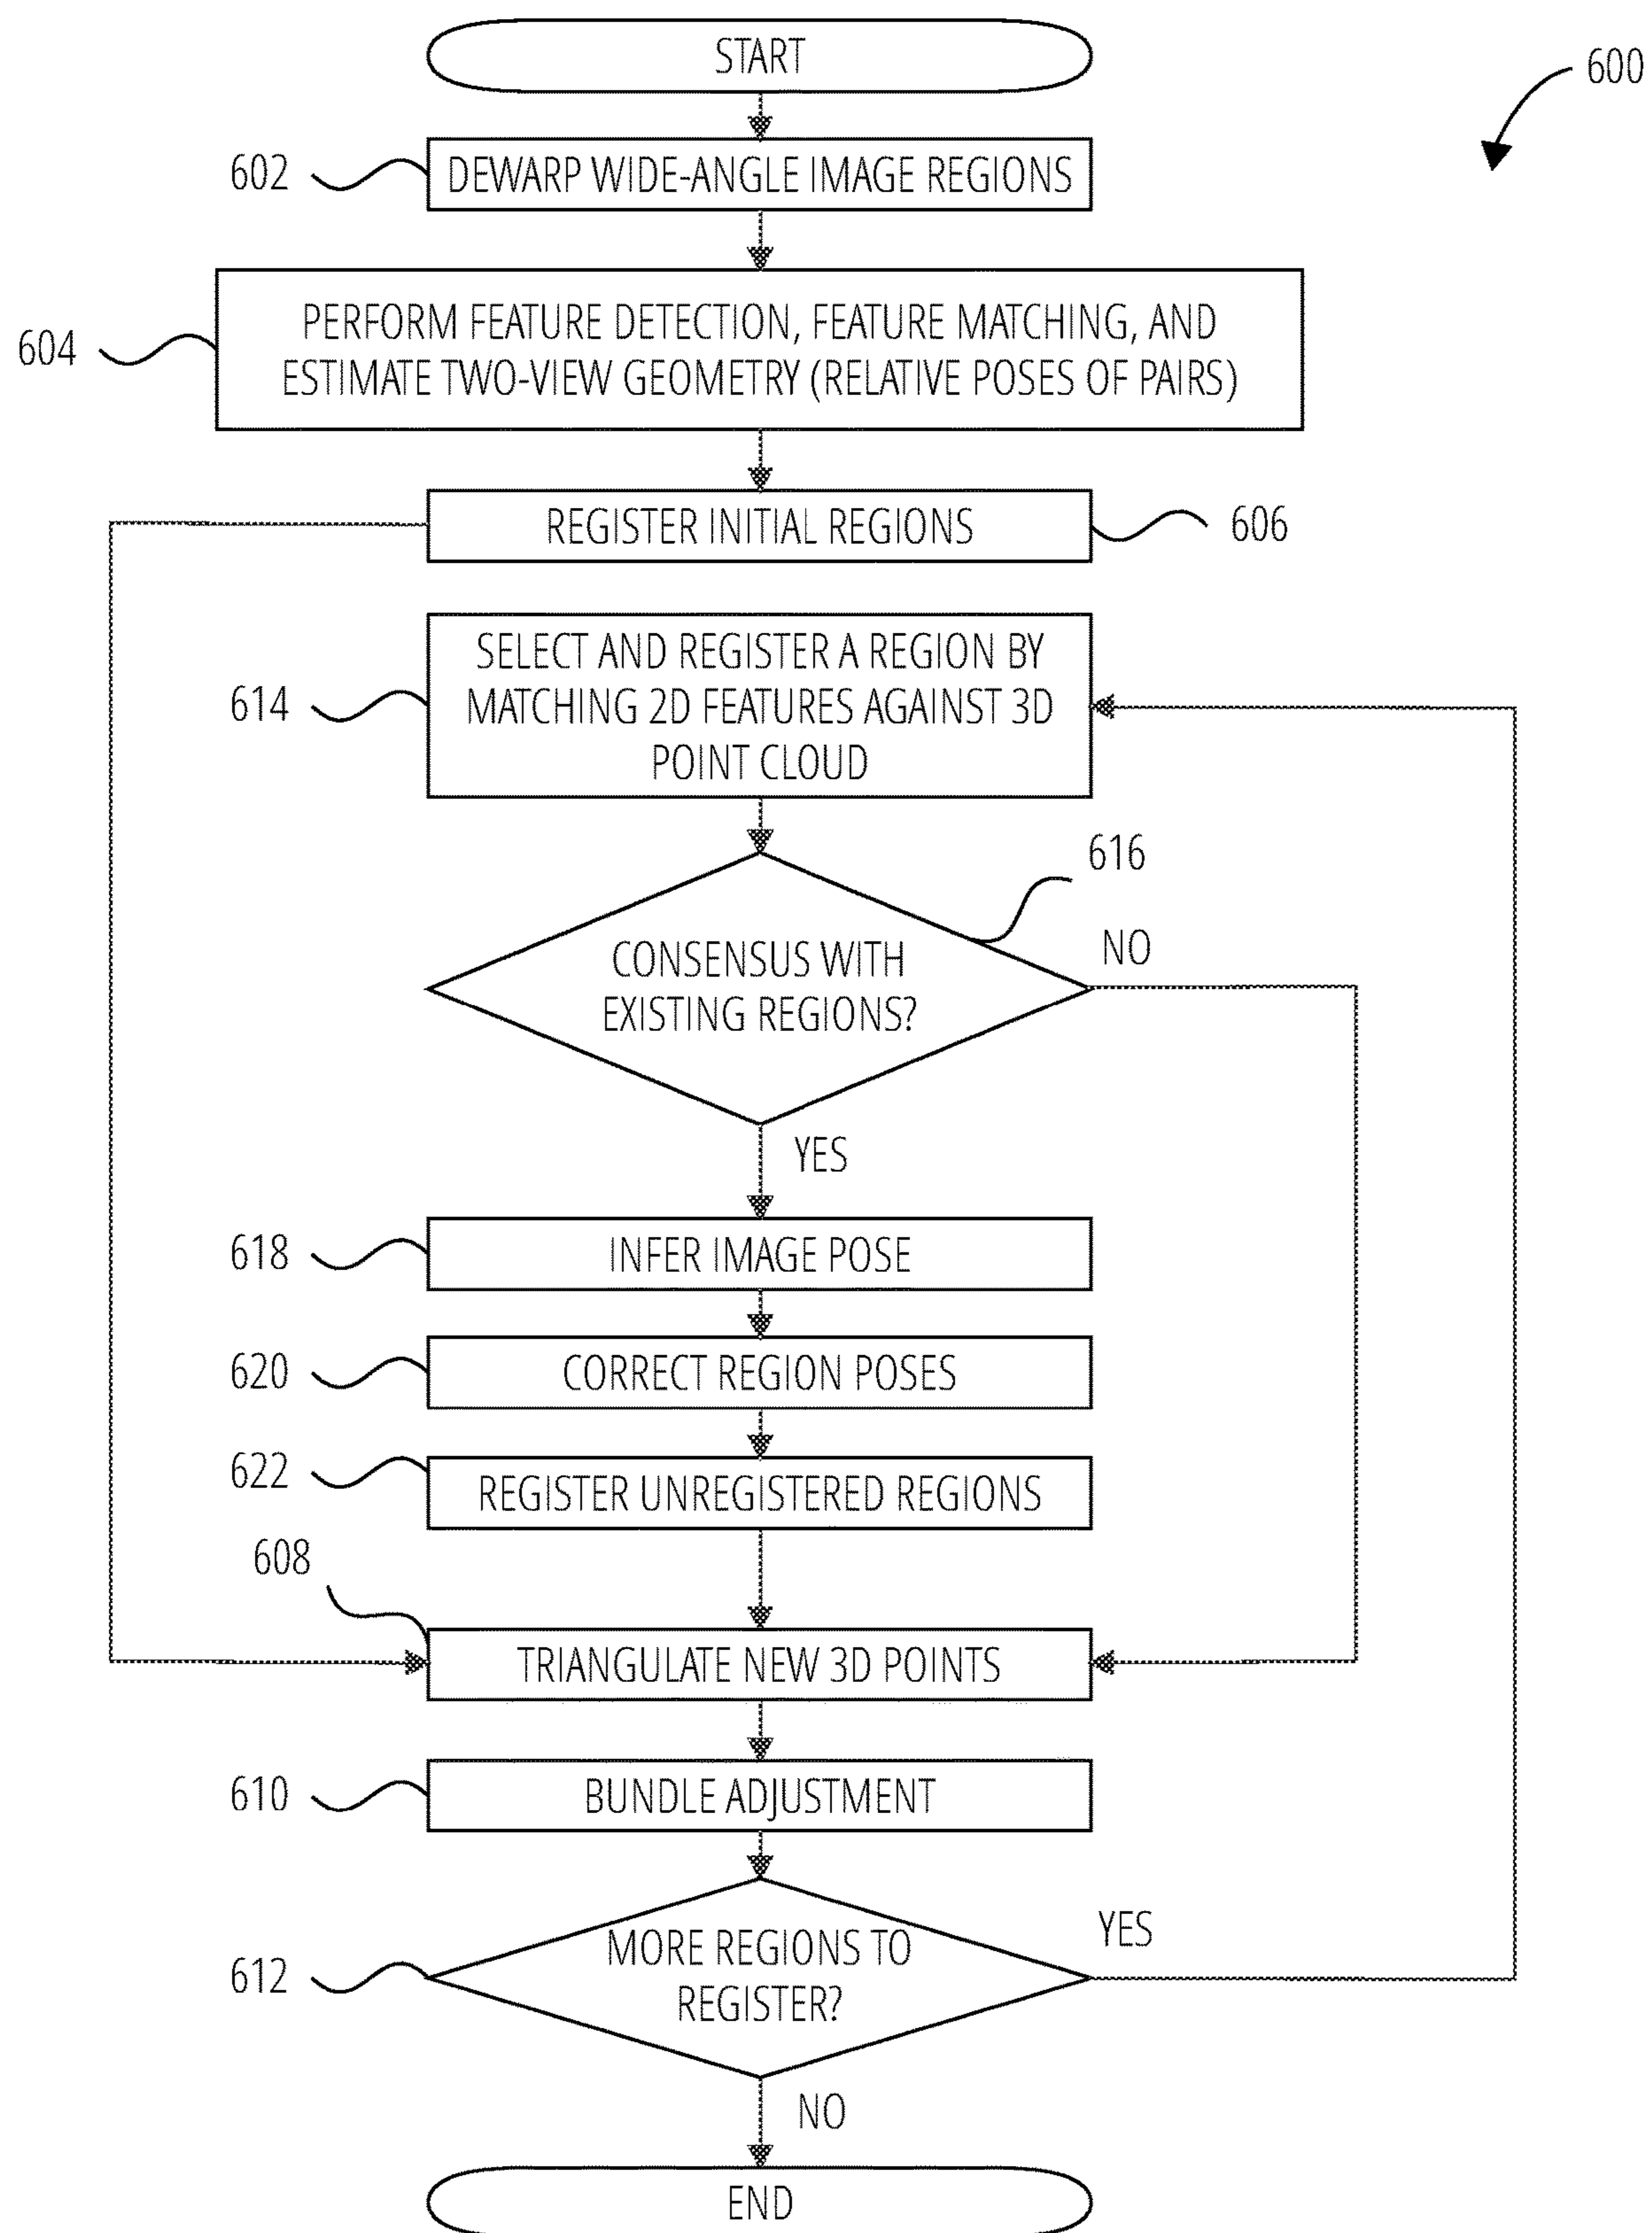 START
600
602
DEWARP WIDE-ANGLE IMAGE REGIONS
604
PERFORM FEATURE DETECTION, FEATURE MATCHING, AND
ESTIMATE TWO-VIEW GEOMETRY (RELATIVE POSES OF PAIRS)
REGISTER INITIAL REGIONS
606
614
SELECT AND REGISTER A REGION BY
MATCHING 2D FEATURES AGAINST 3D
POINT CLOUD
616
CONSENSUS WITH
EXISTING REGIONS?
NO
YES
618
INFER IMAGE POSE
620
CORRECT REGION POSES
622
REGISTER UNREGISTERED REGIONS
608
TRIANGULATE NEW 3D POINTS
610
BUNDLE ADJUSTMENT
612
MORE REGIONS TO
REGISTER?
YES
NO
END